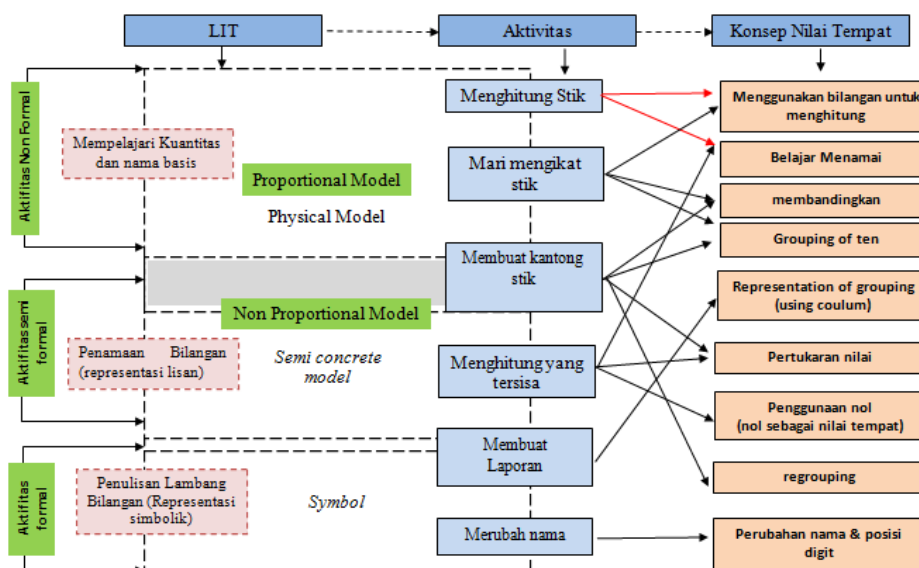 LIT
Aktivitas
Konsep Nilai Tempat
Aktifitas Non Formal
Mempelajari Kuantitas
dan nama basis
Proportional Model
Physical Model
Menghitung Stik
Mari mengikat
stik
Membuat kantong
stik
Menggunakan bilangan untuk
menghitung
Belajar Menamai
membandingkan
Grouping of ten
Aktifitas semi
formal
Non Proportional Model
Penamaan Bilangan
(representasi lisan)
Semi concrete
model
Menghitung yang
tersisa
Representation of grouping
(using coulum)
Pertukaran nilai
Penggunaan nol
(nol sebagai nilai tempat)
Aktifitas
formal
Penulisan Lambang
Bilangan (Representasi
simbolik)
Symbol
Membuat
Laporan
Merubah nama
regrouping
Perubahan nama & posisi
digit